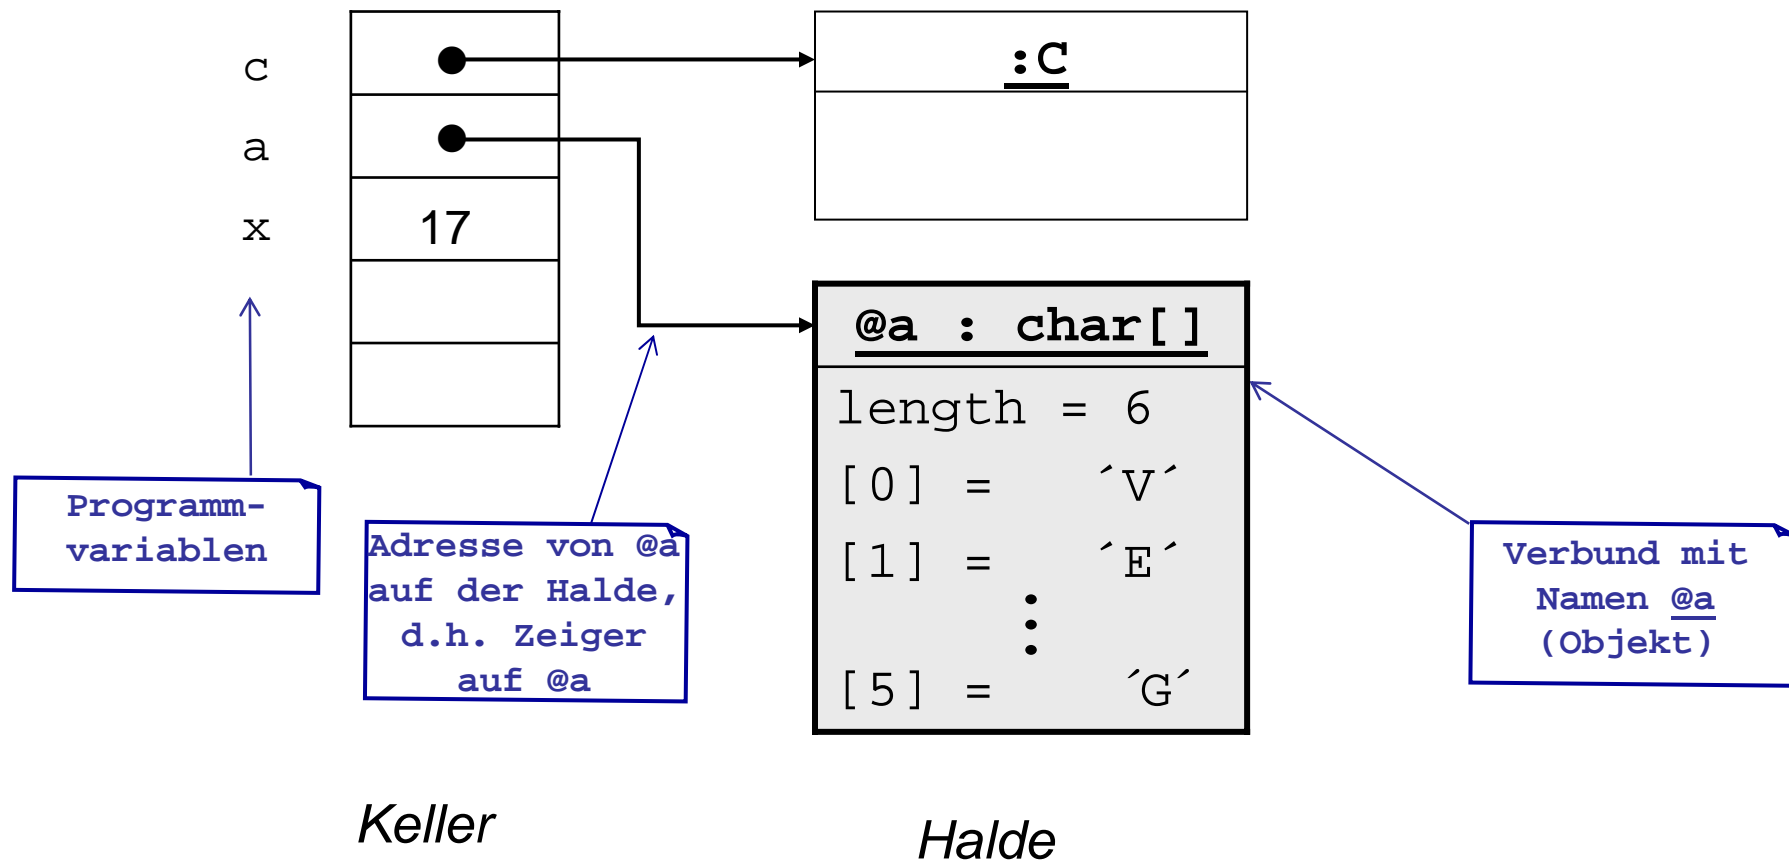 c
a
x
17
:C
@a : char[]
length = 6
[0] = ´V´
[1] = ´E´
[5] = ´G´
Programm-
variablen
Adresse von @a
auf der Halde,
d.h. Zeiger
auf @a
Verbund mit
Namen @a
(Objekt)
Keller
Halde